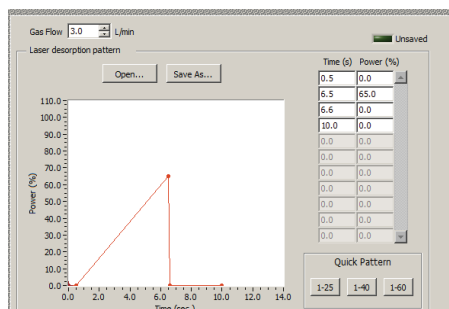 Gas Flow 3.0 L/min
Unsaved
Laser desorption pattern
Open... Save As...
Time (s) Power (%)
0.5 0.0
6.5 65.0
6.6 0.0
10.0 0.0
0.0 0.0
0.0 0.0
0.0 0.0
0.0 0.0
0.0 0.0
0.0 0.0
0.0 0.0
110.0
100.0
90.0
80.0
70.0
60.0
50.0
40.0
30.0
20.0
10.0
0.0
Power (%)
0.0 2.0 4.0 6.0 8.0 10.0 12.0 14.0
Time (sec.)
Quick Pattern
1-25 1-40 1-60